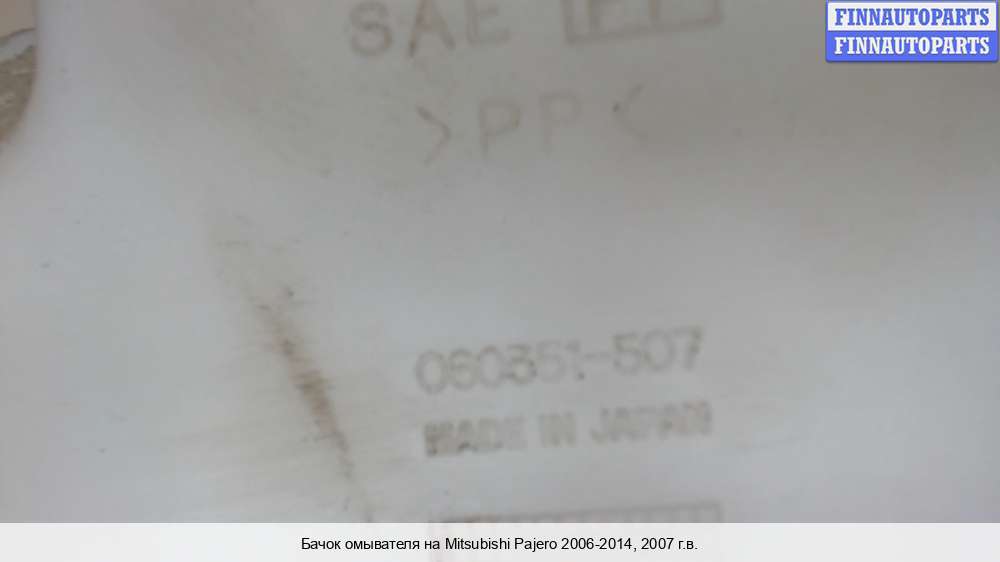 FINNAUTOPARTS
FINNAUTOPARTS
SAE
>PP<
060351-507
MADE IN JAPAN
Бачок омывателя на Mitsubishi Pajero 2006-2014, 2007 г.в.